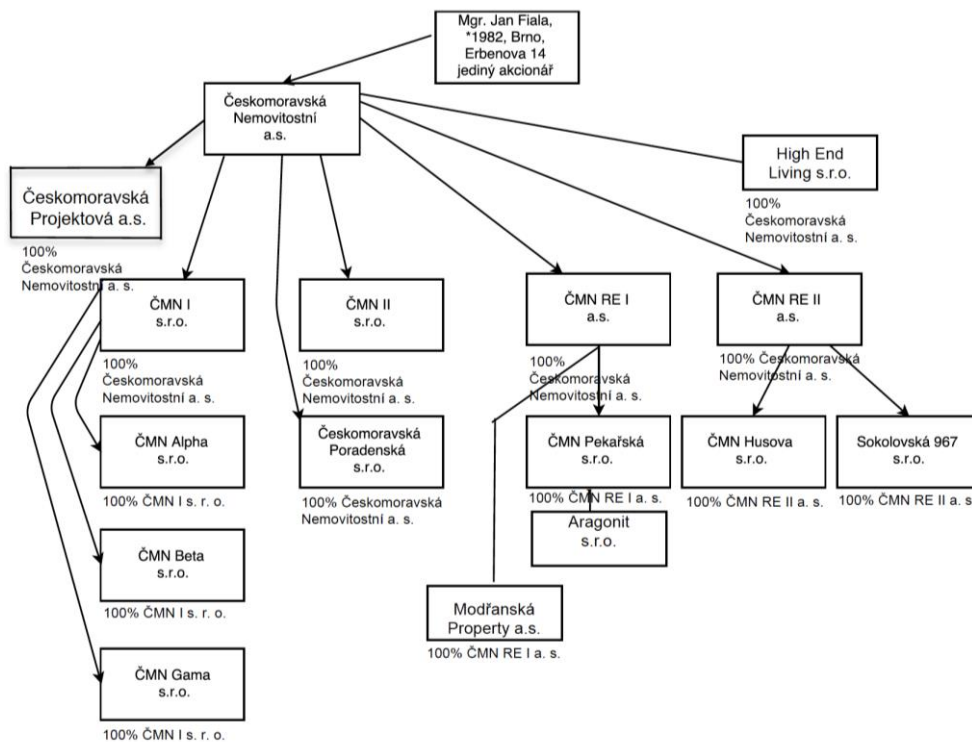 Mgr. Jan Fiala,
*1982, Brno,
Erbenova 14
jediný akcionář
Českomoravská
Nemovitostní
a.s.
High End
Living s.r.o.
100%
Českomoravská
Nemovitostní a. s.
Českomoravská
Projektová a.s.
100%
Českomoravská
Nemovitostní a. s.
ČMN I
s.r.o.
100%
Českomoravská
Nemovitostní a. s.
ČMN II
s.r.o.
100%
Českomoravská
Nemovitostní a. s.
ČMN RE I
a.s.
100%
Českomoravská
Nemovitostní a. s.
ČMN RE II
a.s.
100% Českomoravská
Nemovitostní a. s.
ČMN Alpha
s.r.o.
100% ČMN I s. r. o.
Českomoravská
Poradenská
s.r.o.
100% Českomoravská
Nemovitostní a. s.
ČMN Pekařská
s.r.o.
100% ČMN RE I a. s.
ČMN Husova
s.r.o.
100% ČMN RE II a. s.
Sokolovská 967
s.r.o.
100% ČMN RE II a. s.
Aragonit
s.r.o.
ČMN Beta
s.r.o.
100% ČMN I s. r. o.
Modřanská
Property a.s.
100% ČMN RE I a. s.
ČMN Gama
s.r.o.
100% ČMN I s. r. o.